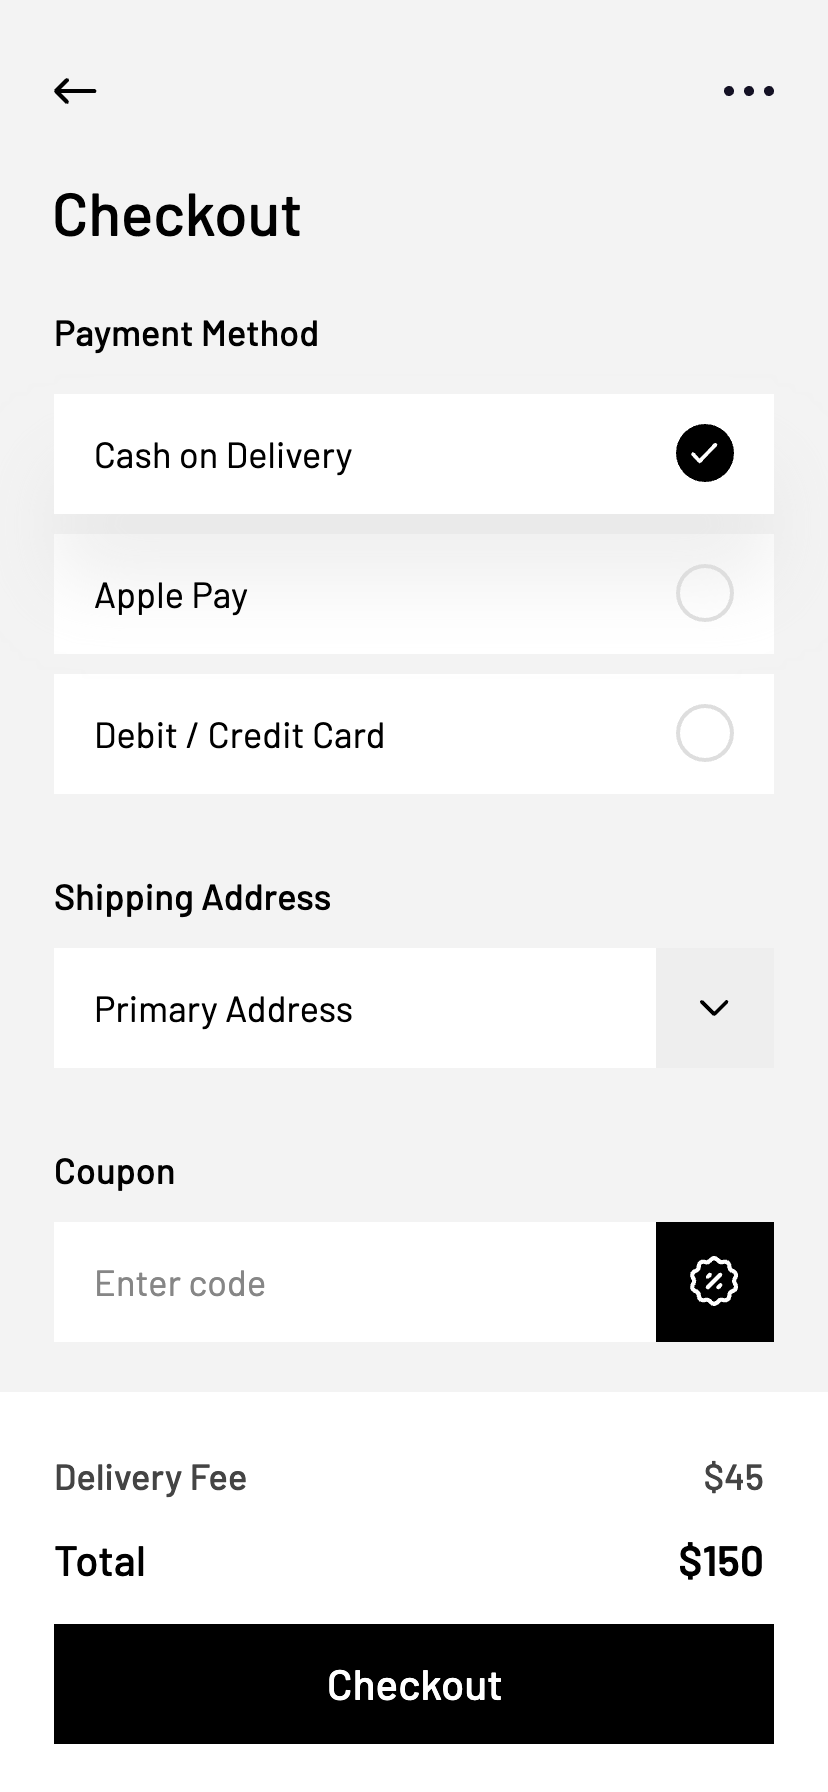 Checkout
Payment Method
Cash on Delivery
Apple Pay
Debit / Credit Card
Shipping Address
Primary Address
Coupon
Enter code
Delivery Fee $45
Total $150
Checkout